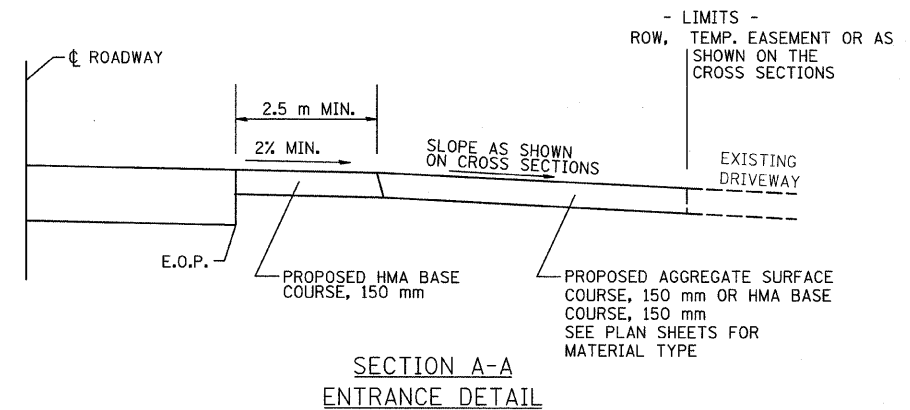 - LIMITS -
ROW, TEMP. EASEMENT OR AS
SHOWN ON THE
CROSS SECTIONS
℄ ROADWAY
2.5 m MIN.
2% MIN.
SLOPE AS SHOWN
ON CROSS SECTIONS
EXISTING
DRIVEWAY
E.O.P.
PROPOSED HMA BASE
COURSE, 150 mm
PROPOSED AGGREGATE SURFACE
COURSE, 150 mm OR HMA BASE
COURSE, 150 mm
SEE PLAN SHEETS FOR
MATERIAL TYPE
SECTION A-A
ENTRANCE DETAIL